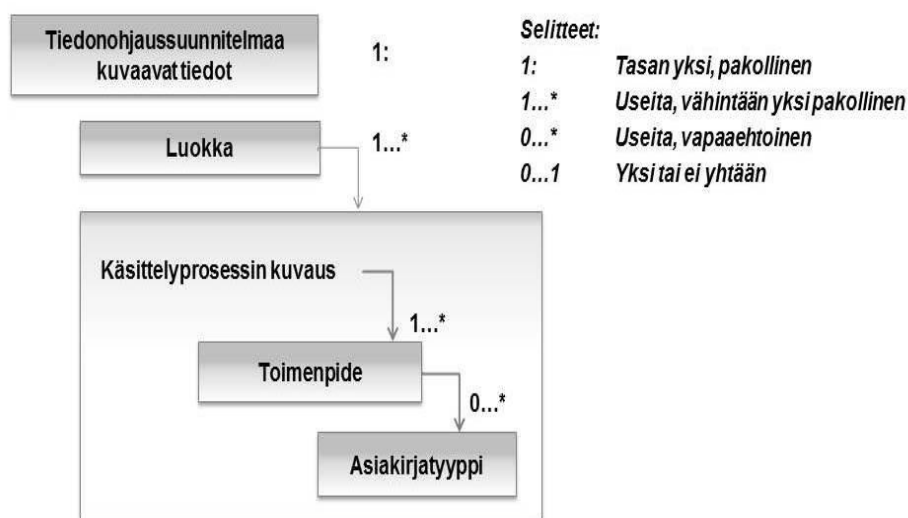 Tiedonohjaussuunnitelmaa
kuvaavat tiedot
1:
Luokka
1...*
Käsittelyprosessin kuvaus
1...*
Toimenpide
0...*
Asiakirjatyyppi
Selitteet:
1: Tasan yksi, pakollinen
1...* Useita, vähintään yksi pakollinen
0...* Useita, vapaaehtoinen
0...1 Yksi tai ei yhtään